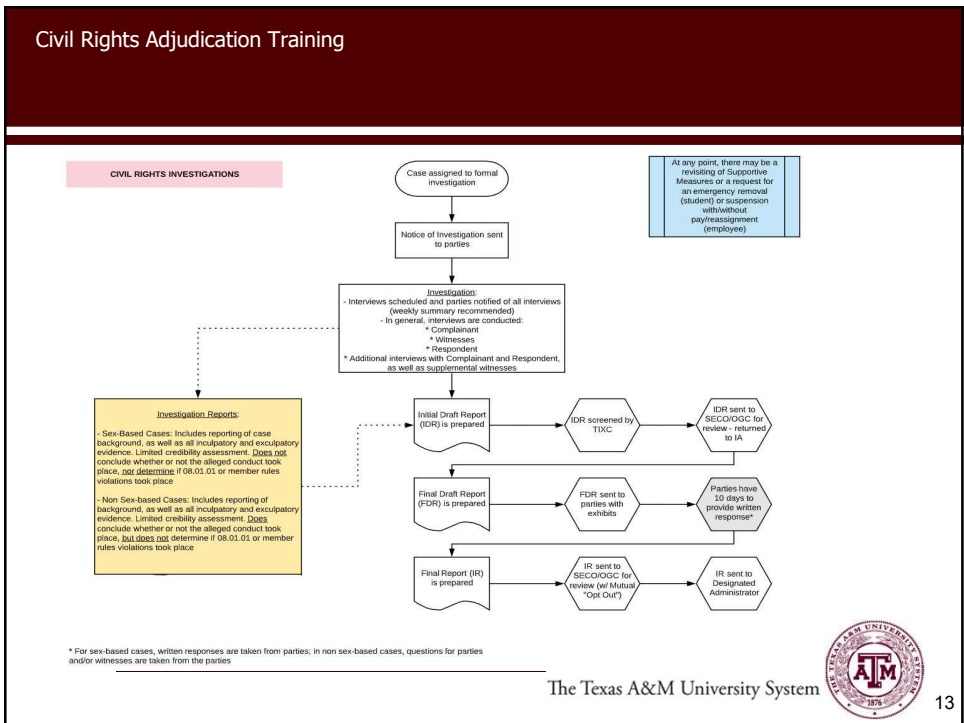 Civil Rights Adjudication Training
CIVIL RIGHTS INVESTIGATIONS
Case assigned to formal
investigation
At any point, there may be a
revisiting of Supportive
Measures or a request for
an emergency removal
(student) or suspension
with/without
pay/reassignment
(employee)
Notice of Investigation sent
to parties
Investigation:
- Interviews scheduled and parties notified of all interviews
(weekly summary recommended)
- In general, interviews are conducted:
* Complainant
* Witnesses
* Respondent
* Additional interviews with Complainant and Respondent,
as well as supplemental witnesses
Investigation Reports:
- Sex-Based Cases: Includes reporting of case
background, as well as all inculpatory and exculpatory
evidence. Limited credibility assessment. Does not
conclude whether or not the alleged conduct took
place, nor determine if 08.01.01 or member rules
violations took place
- Non Sex-based Cases: Includes reporting of
background, as well as all inculpatory and exculpatory
evidence. Limited creibility assessment. Does
conclude whether or not the alleged conduct took
place, but does not determine if 08.01.01 or member
rules violations took place
Initial Draft Report
(IDR) is prepared
IDR screened by
TIXC
IDR sent to
SECO/OGC for
review - returned
to IA
Final Draft Report
(FDR) is prepared
FDR sent to
parties with
exhibits
Parties have
10 days to
provide written
response*
Final Report (IR)
is prepared
IR sent to
SECO/OGC for
review (w/ Mutual
"Opt Out")
IR sent to
Designated
Administrator
* For sex-based cases, written responses are taken from parties; in non sex-based cases, questions for parties
and/or witnesses are taken from the parties
The Texas A&M University System
THE TEXAS A&M UNIVERSITY SYSTEM
ATM
1876
13